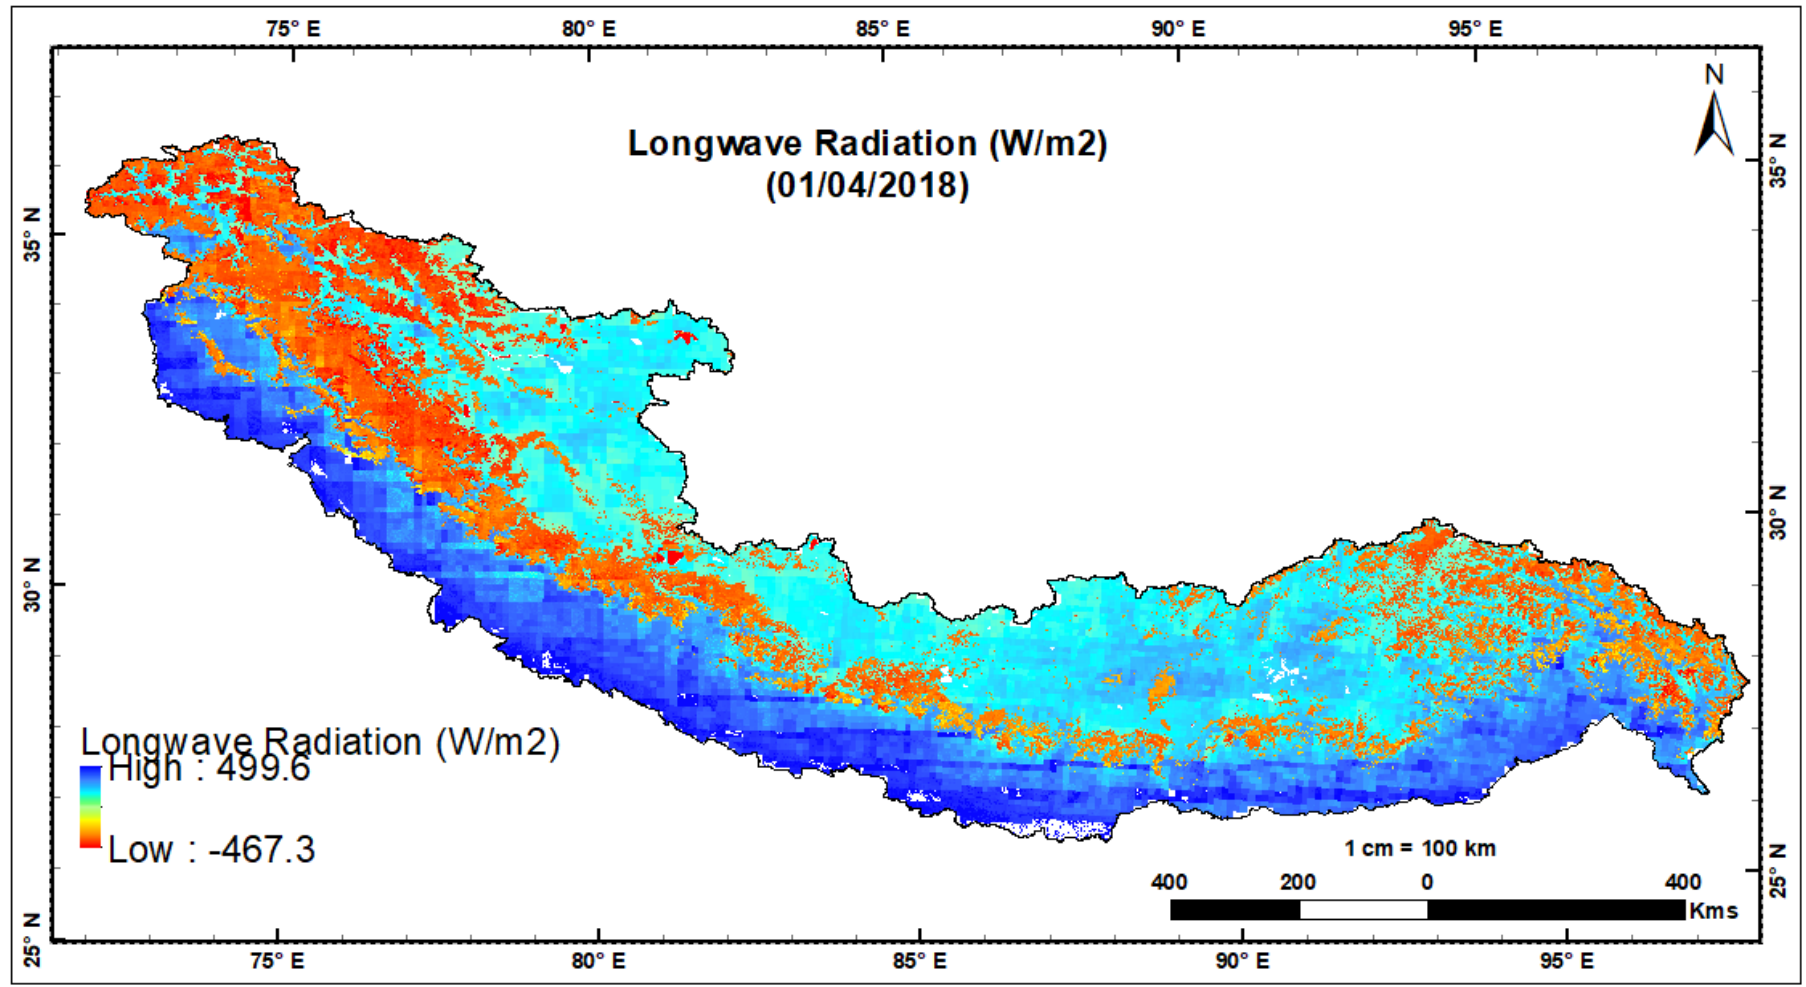 75° E 80° E 85° E 90° E 95° E
N
Longwave Radiation (W/m2)
(01/04/2018)
35° N
35° N
30° N
30° N
Longwave Radiation (W/m2)
High : 499.6
Low : -467.3
1 cm = 100 km
400 200 0 400
Kms
25° N
25° N
75° E 80° E 85° E 90° E 95° E